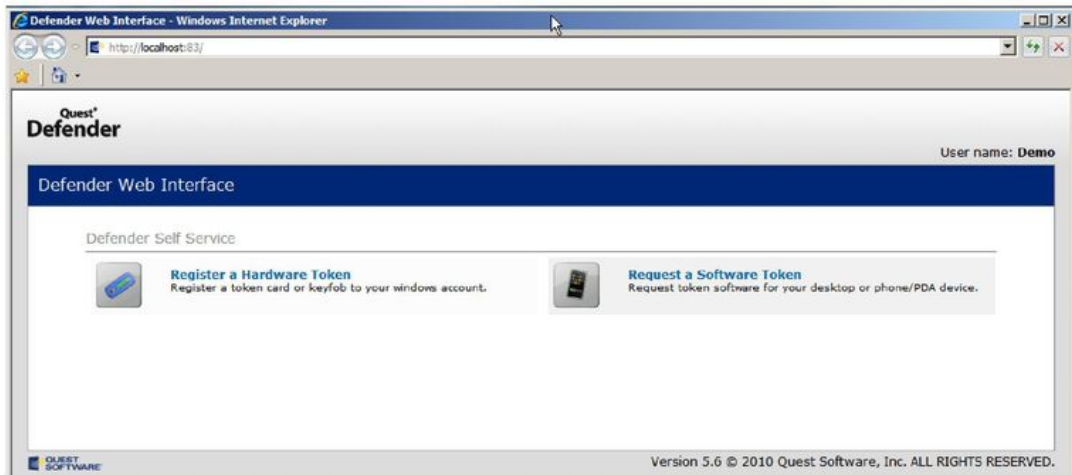 Defender Web Interface - Windows Internet Explorer
http://localhost:83/
Quest
Defender
User name: Demo
Defender Web Interface
Defender Self Service
Register a Hardware Token
Register a token card or keyfob to your windows account.
Request a Software Token
Request token software for your desktop or phone/PDA device.
QUEST
SOFTWARE
Version 5.6 © 2010 Quest Software, Inc. ALL RIGHTS RESERVED.